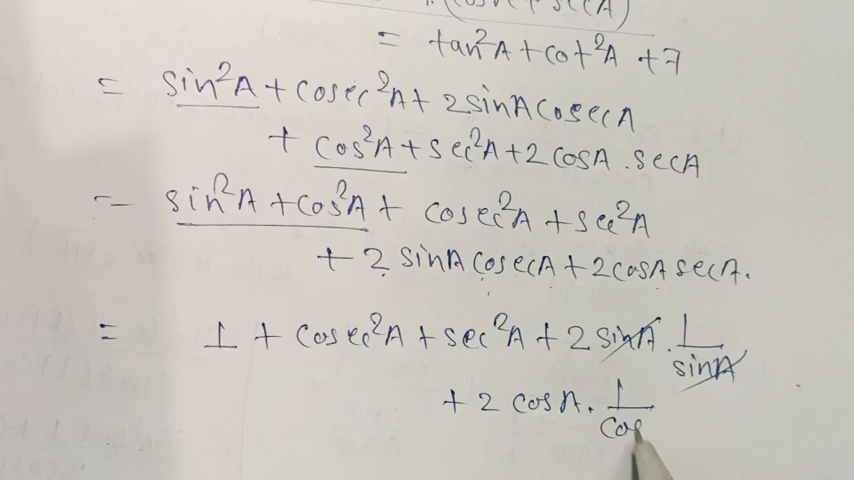 = tan²A + cot²A + 7
= sin²A + cosec²A + 2 sinA cosecA
+ cos²A + sec²A + 2 cosA . secA
= sin²A + cos²A + cosec²A + sec²A
+ 2 sinA cosecA + 2 cosA secA.
= 1 + cosec²A + sec²A + 2 sinA . 1/sinA
+ 2 cosA . 1/cos